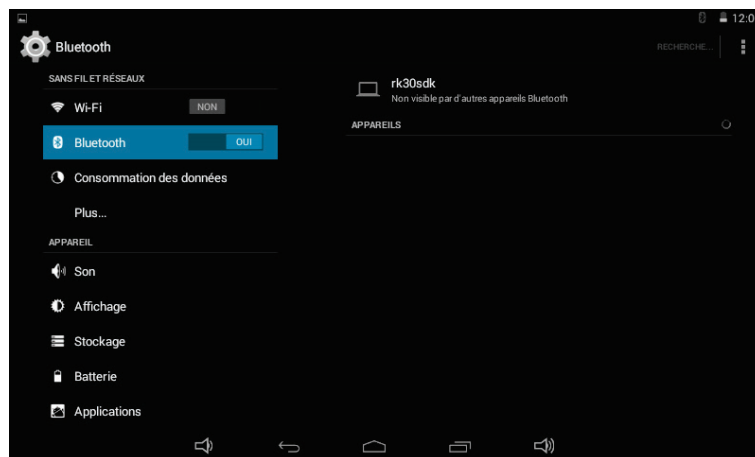 12:0
Bluetooth
RECHERCHE...
SANS FIL ET RÉSEAUX
Wi-Fi NON
Bluetooth OUI
Consommation des données
Plus...
APPAREIL
Son
Affichage
Stockage
Batterie
Applications
rk30sdk
Non visible par d'autres appareils Bluetooth
APPAREILS